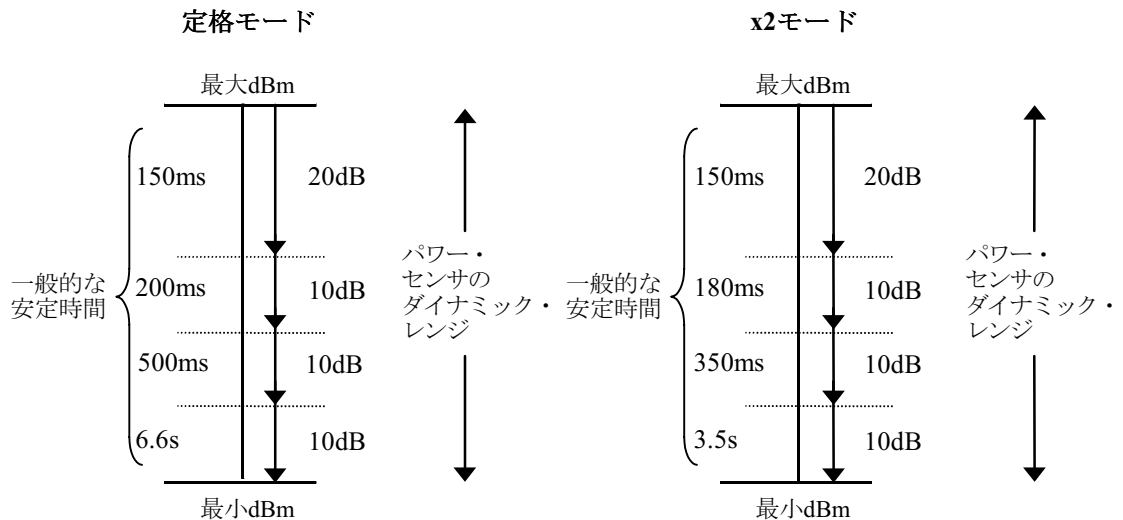 定格モード
最大dBm
一般的な
安定時間
150ms
20dB
200ms
10dB
500ms
10dB
6.6s
10dB
パワー・
センサの
ダイナミック・
レンジ
最小dBm
x2モード
最大dBm
一般的な
安定時間
150ms
20dB
180ms
10dB
350ms
10dB
3.5s
10dB
パワー・
センサの
ダイナミック・
レンジ
最小dBm